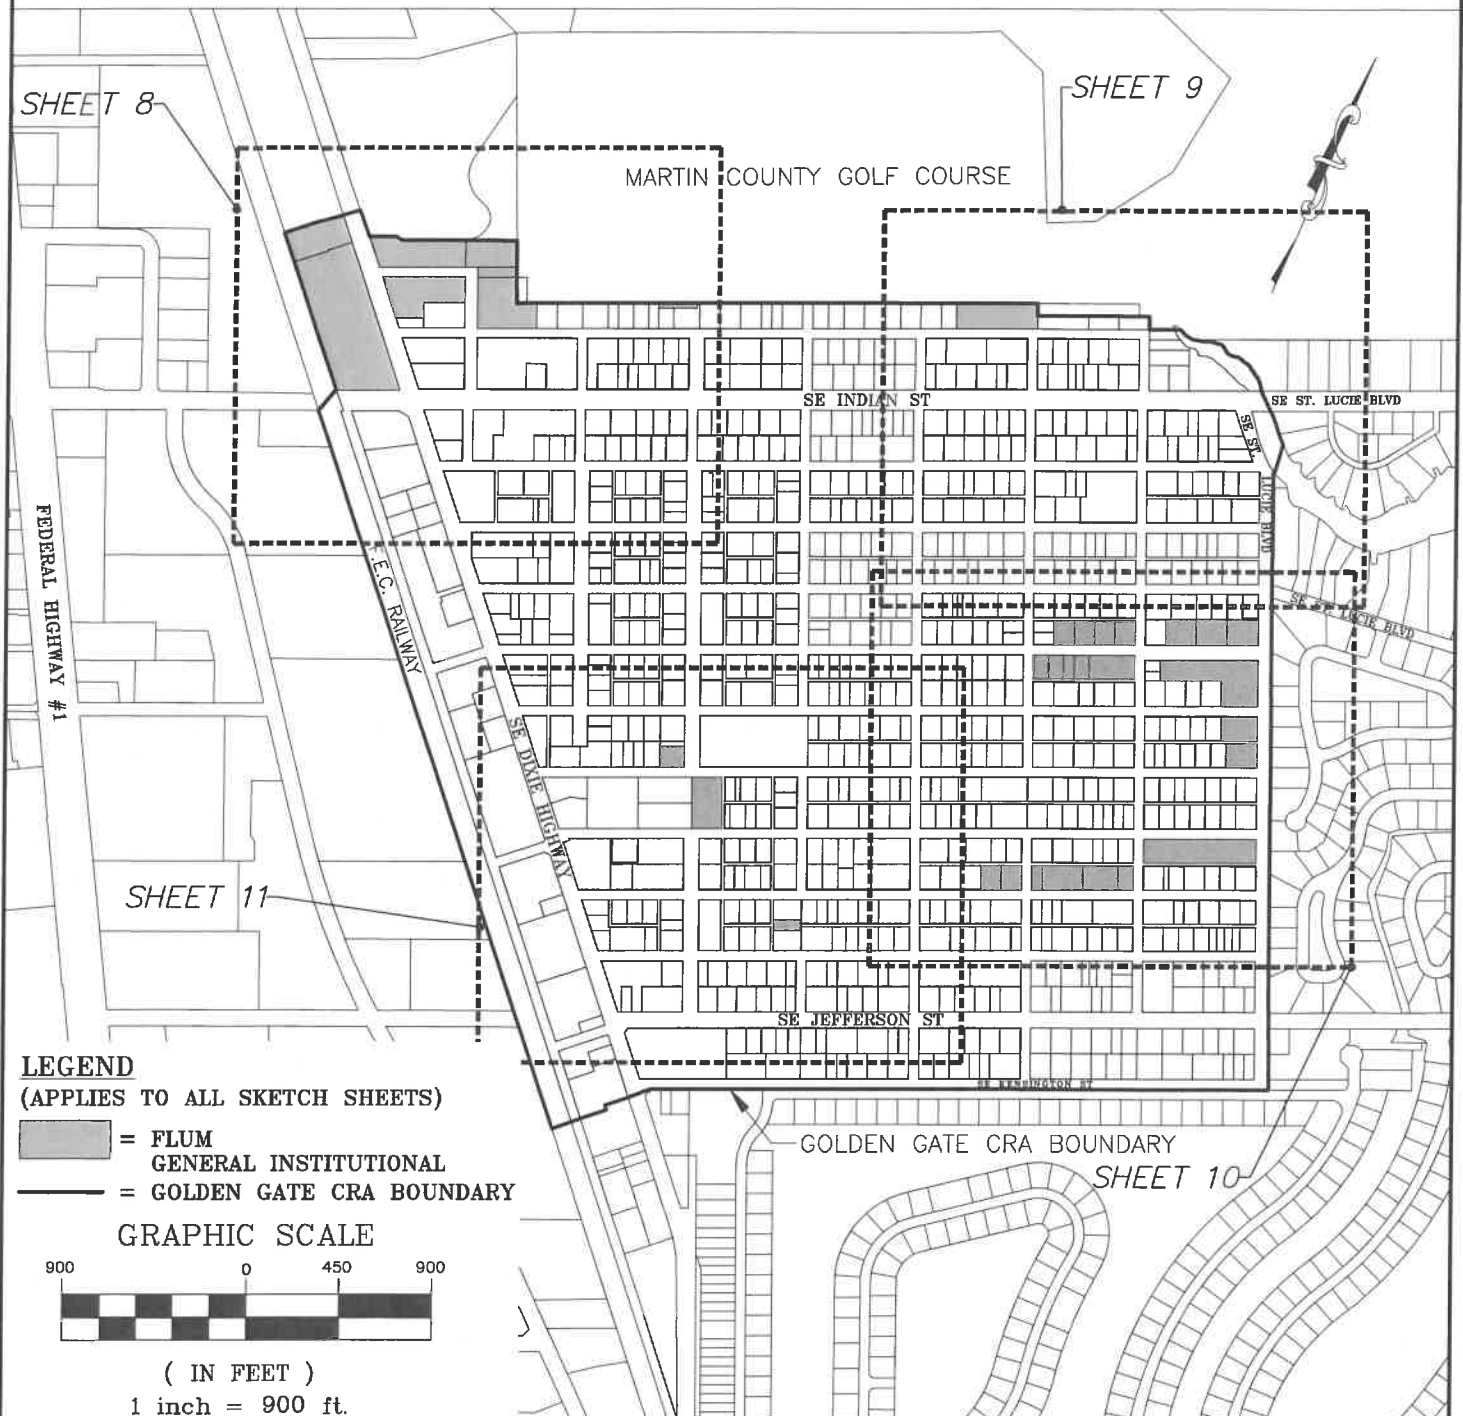 SHEET 8
SHEET 9
MARTIN COUNTY GOLF COURSE
SE INDIAN ST
SE ST. LUCIE BLVD
SE ST.
LUCIE BLVD
FEDERAL HIGHWAY #1
F.E.C. RAILWAY
SE ST. LUCIE BLVD
SE DIXIE HIGHWAY
SHEET 11
SE JEFFERSON ST
SE KENSINGTON ST
LEGEND
(APPLIES TO ALL SKETCH SHEETS)
= FLUM
GENERAL INSTITUTIONAL
= GOLDEN GATE CRA BOUNDARY
GOLDEN GATE CRA BOUNDARY
SHEET 10
GRAPHIC SCALE
900 0 450 900
( IN FEET )
1 inch = 900 ft.